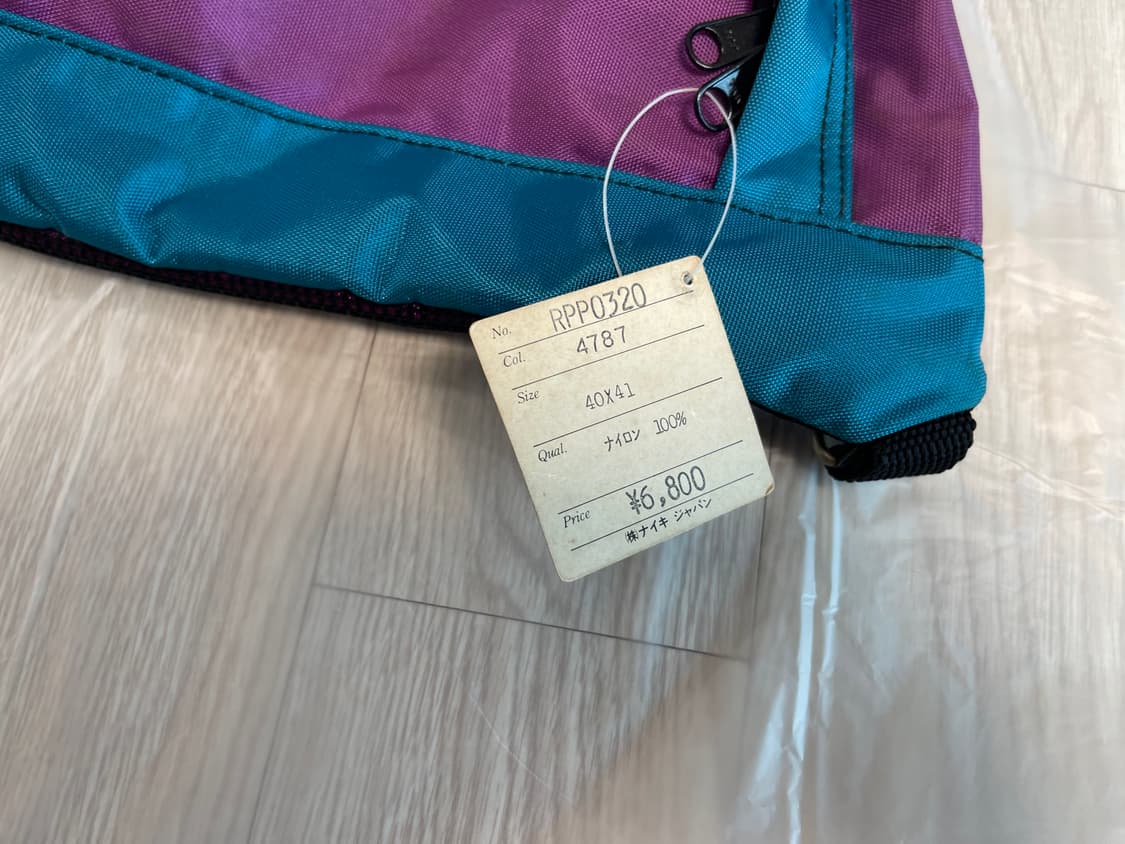 No. RPP0320
Col. 4787
Size 40X41
Qual. ナイロン 100%
Price ¥6,800
㈱ナイキ ジャパン